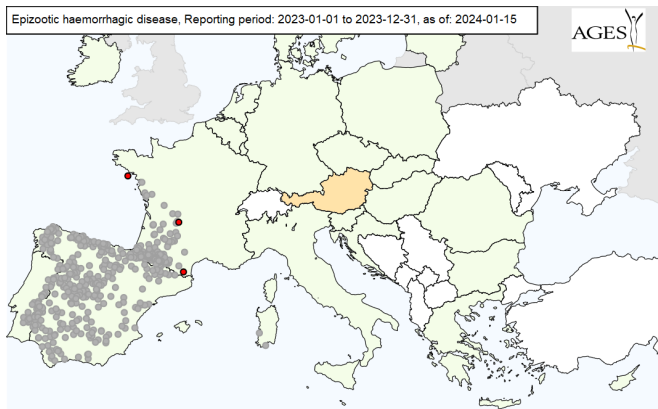 Epizootic haemorrhagic disease, Reporting period: 2023-01-01 to 2023-12-31, as of: 2024-01-15
AGES